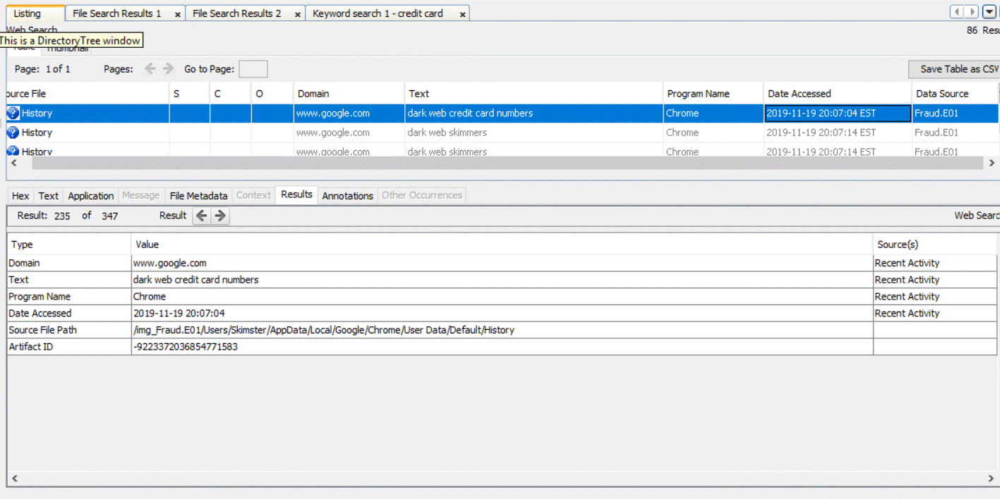 Listing File Search Results 1 x File Search Results 2 x Keyword search 1 - credit card x
Web Search 86 Resu
This is a DirectoryTree window
Table Thumbnail
Page: 1 of 1 Pages: Go to Page: Save Table as CSV
ource File S C O Domain Text Program Name Date Accessed Data Source
History www.google.com dark web credit card numbers Chrome 2019-11-19 20:07:04 EST Fraud.E01
History www.google.com dark web skimmers Chrome 2019-11-19 20:07:14 EST Fraud.E01
History www.google.com dark web skimmers Chrome 2019-11-19 20:07:14 EST Fraud.E01
Hex Text Application Message File Metadata Context Results Annotations Other Occurrences
Result: 235 of 347 Result Web Searc
Type Value Source(s)
Domain www.google.com Recent Activity
Text dark web credit card numbers Recent Activity
Program Name Chrome Recent Activity
Date Accessed 2019-11-19 20:07:04 Recent Activity
Source File Path /img_Fraud.E01/Users/Skimster/AppData/Local/Google/Chrome/User Data/Default/History
Artifact ID -9223372036854771583